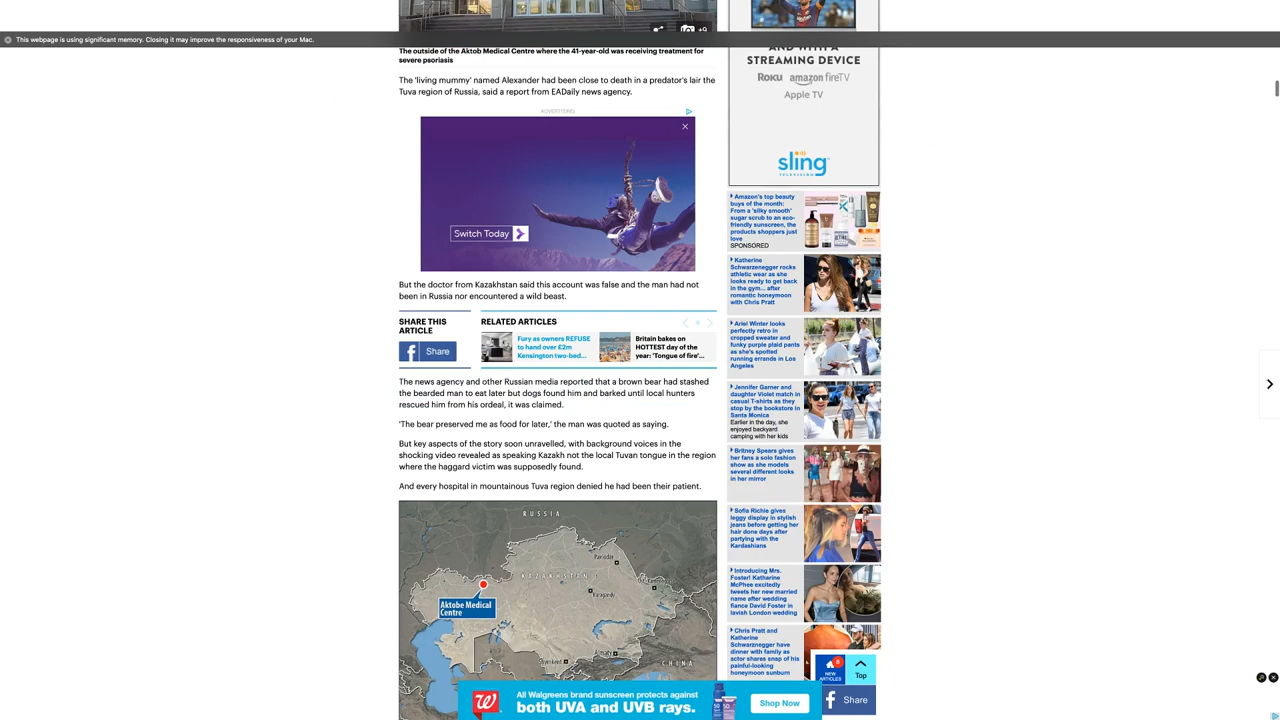 +9
This webpage is using significant memory. Closing it may improve the responsiveness of your Mac.
The outside of the Aktob Medical Centre where the 41-year-old was receiving treatment for
severe psoriasis
The 'living mummy' named Alexander had been close to death in a predator's lair the
Tuva region of Russia, said a report from EADaily news agency.
ADVERTISING
Switch Today
But the doctor from Kazakhstan said this account was false and the man had not
been in Russia nor encountered a wild beast.
SHARE THIS
ARTICLE
Share
RELATED ARTICLES
Fury as owners REFUSE
to hand over £2m
Kensington two-bed...
Britain bakes on
HOTTEST day of the
year: 'Tongue of fire'...
The news agency and other Russian media reported that a brown bear had stashed
the bearded man to eat later but dogs found him and barked until local hunters
rescued him from his ordeal, it was claimed.
'The bear preserved me as food for later,' the man was quoted as saying.
But key aspects of the story soon unravelled, with background voices in the
shocking video revealed as speaking Kazakh not the local Tuvan tongue in the region
where the haggard victim was supposedly found.
And every hospital in mountainous Tuva region denied he had been their patient.
RUSSIA
Pavlodar
KAZAKHSTAN
Karagandy
Aktobe Medical
Centre
Shymkent
Almaty
CHINA
AND WITH A
STREAMING DEVICE
Roku amazon fireTV
Apple TV
sling
TELEVISION
Amazon's top beauty
buys of the month:
From a 'silky smooth'
sugar scrub to an eco-
friendly sunscreen, the
products shoppers just
love
SPONSORED
Katherine
Schwarzenegger rocks
athletic wear as she
looks ready to get back
in the gym... after
romantic honeymoon
with Chris Pratt
Ariel Winter looks
perfectly retro in
cropped sweater and
funky purple plaid pants
as she's spotted
running errands in Los
Angeles
Jennifer Garner and
daughter Violet match in
casual T-shirts as they
stop by the bookstore in
Santa Monica
Earlier in the day, she
enjoyed backyard
camping with her kids
Britney Spears gives
her fans a solo fashion
show as she models
several different looks
in her mirror
Sofia Richie gives
leggy display in stylish
jeans before getting her
hair done days after
partying with the
Kardashians
Introducing Mrs.
Foster! Katharine
McPhee excitedly
tweets her new married
name after wedding
fiance David Foster in
lavish London wedding
Chris Pratt and
Katherine
Schwarznegger have
dinner with family as
actor shares snap of his
painful-looking
honeymoon sunburn
8
NEW
ARTICLES
Top
Share
All Walgreens brand sunscreen protects against
both UVA and UVB rays.
Shop Now